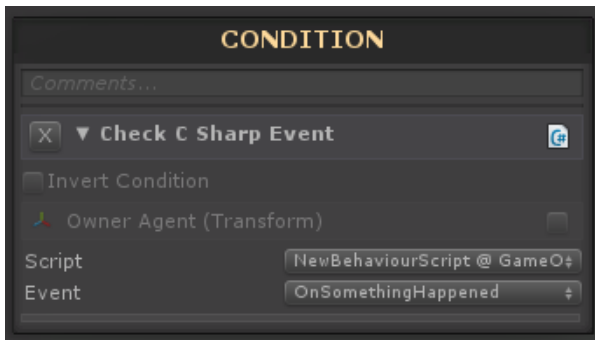 CONDITION
Comments...
X ▼ Check C Sharp Event C#
Invert Condition
Owner Agent (Transform)
Script NewBehaviourScript @ GameO
Event OnSomethingHappened